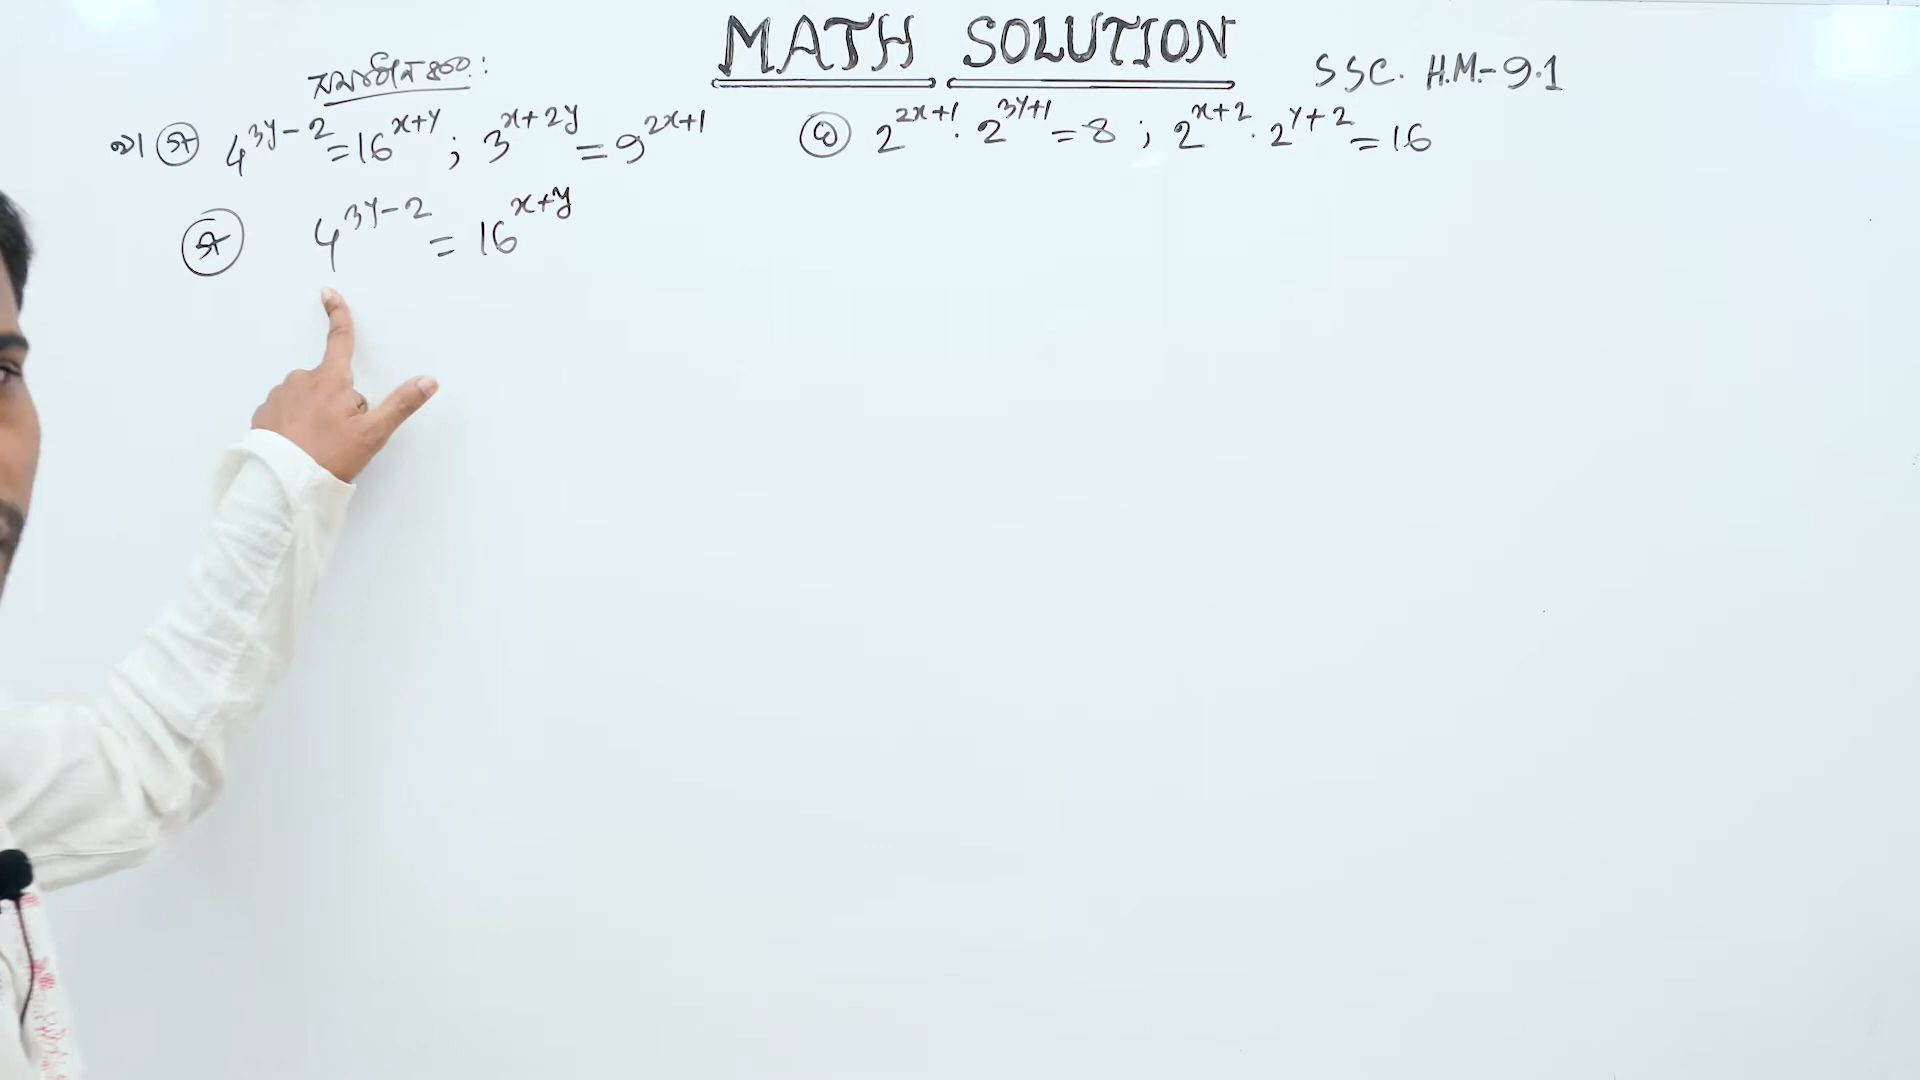 MATH SOLUTION
সমাধান কর :
SSC. H.M.-9.1
১০। ক 4^{3y-2} = 16^{x+y} ; 3^{x+2y} = 9^{2x+1}
2^{2x+1} . 2^{3y+1} = 8 ; 2^{x+2} . 2^{y+2} = 16
ক 4^{3y-2} = 16^{x+y}